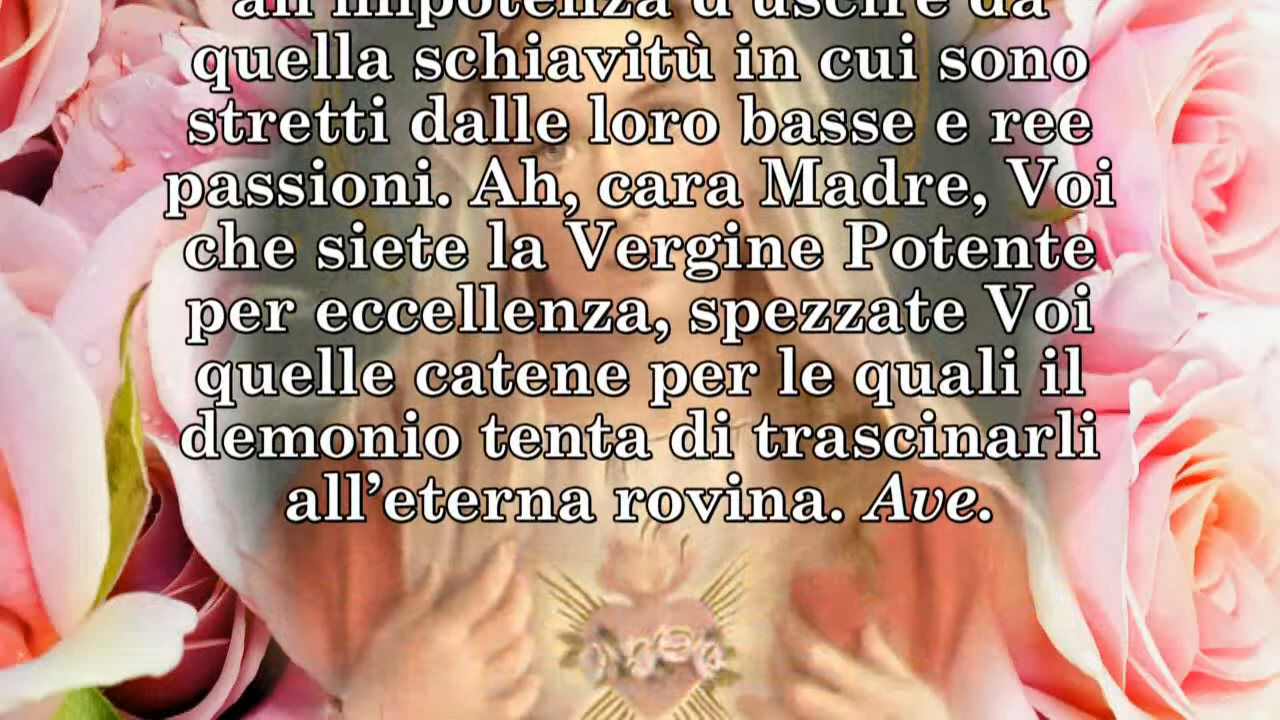 all'impotenza d'uscire da
quella schiavitù in cui sono
stretti dalle loro basse e ree
passioni. Ah, cara Madre, Voi
che siete la Vergine Potente
per eccellenza, spezzate Voi
quelle catene per le quali il
demonio tenta di trascinarli
all’eterna rovina. Ave.